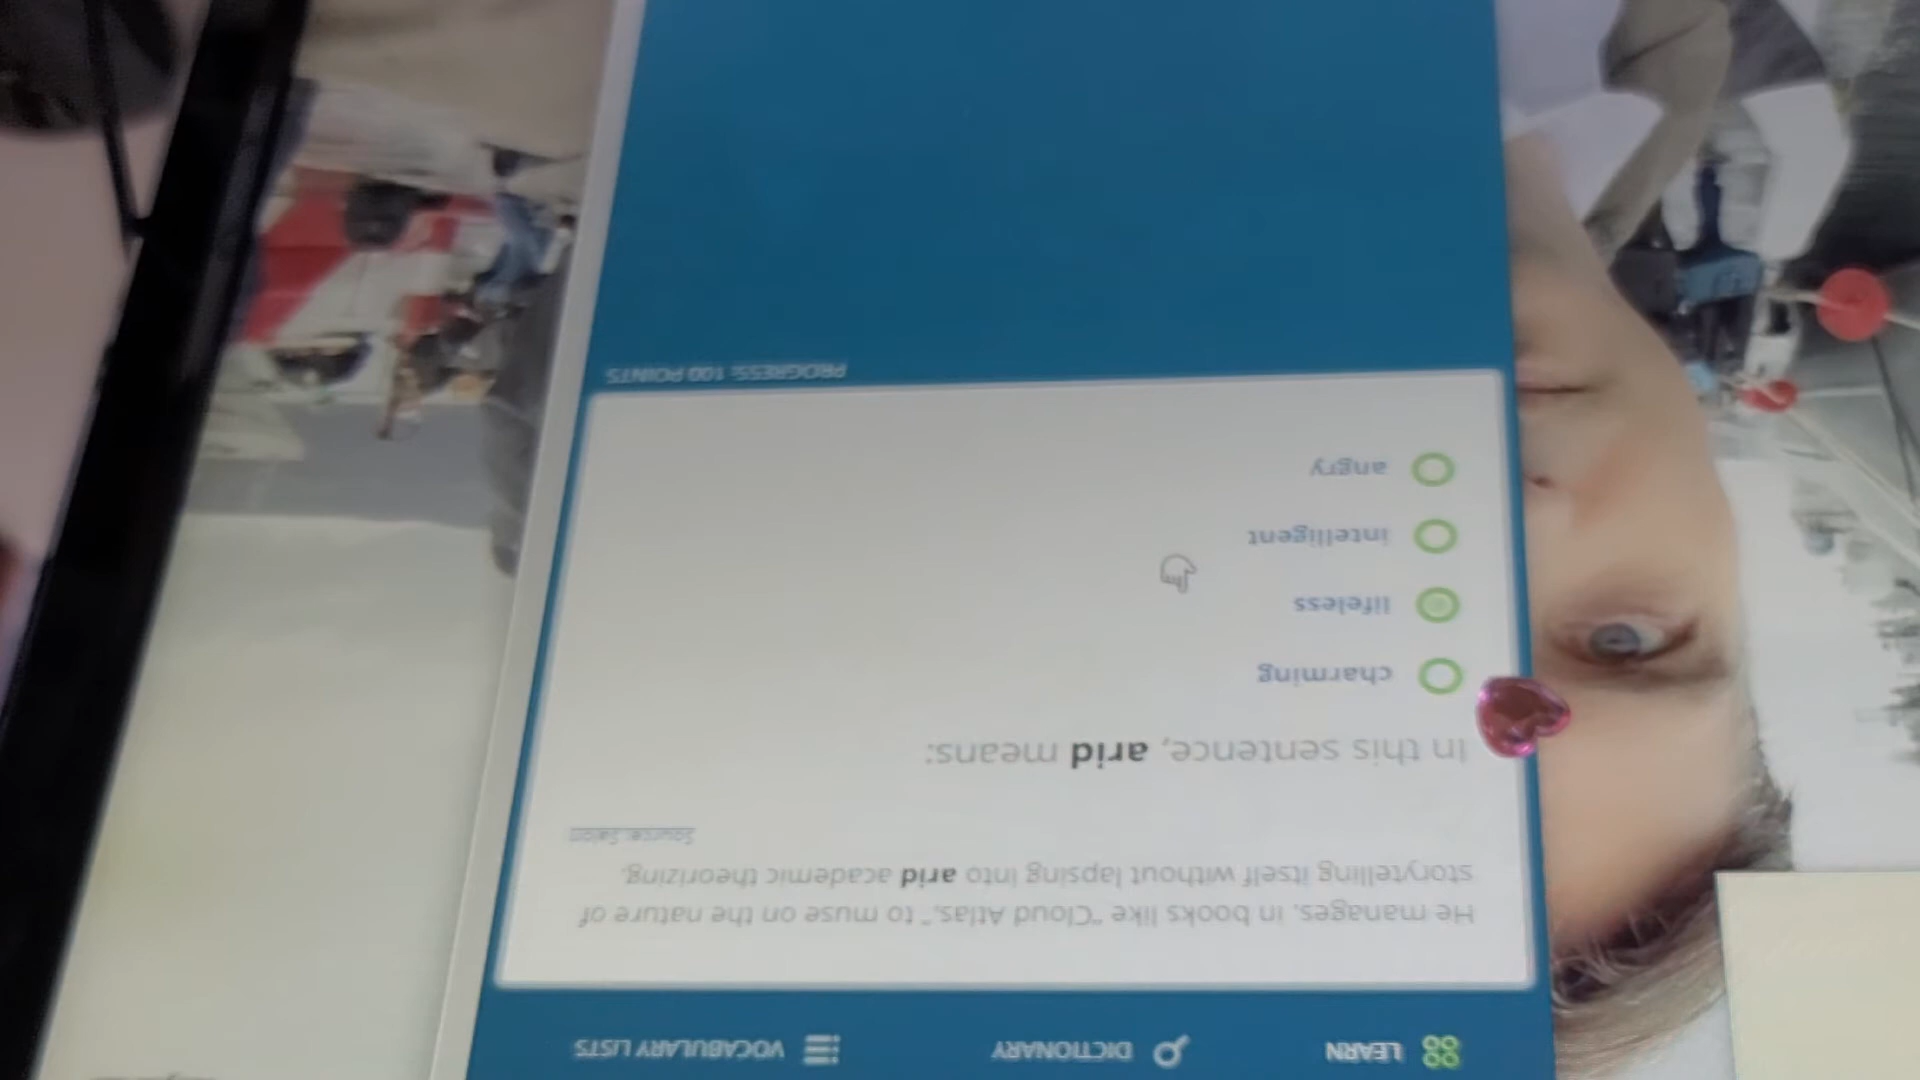 LEARN
DICTIONARY
VOCABULARY LISTS
He manages, in books like "Cloud Atlas," to muse on the nature of
storytelling itself without lapsing into arid academic theorizing.
Source: Salon
In this sentence, arid means:
charming
lifeless
intelligent
angry
PROGRESS: 100 POINTS